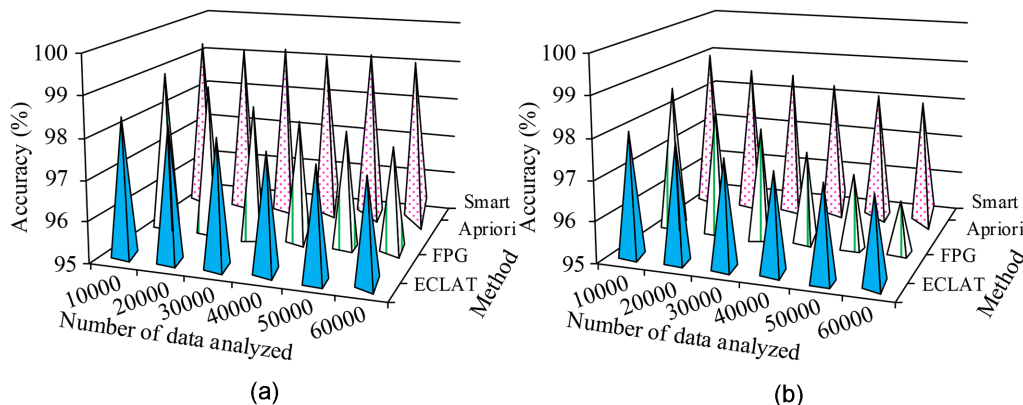 100
99
98
97
96
95
Accuracy (%)
10000
20000
30000
40000
50000
60000
Number of data analyzed
Smart
Apriori
FPG
ECLAT
Method
(a)
100
99
98
97
96
95
Accuracy (%)
10000
20000
30000
40000
50000
60000
Number of data analyzed
Smart
Apriori
FPG
ECLAT
Method
(b)